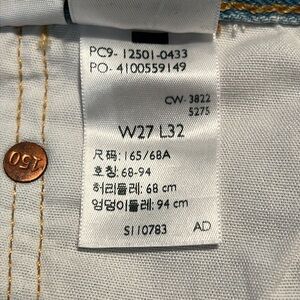 PC9- 12501-0433
PO- 4100559149
CW-3822
5275
W27 L32
尺码: 165/68A
호칭: 68-94
허리둘레: 68 cm
엉덩이둘레: 94 cm
S110783 AD
150